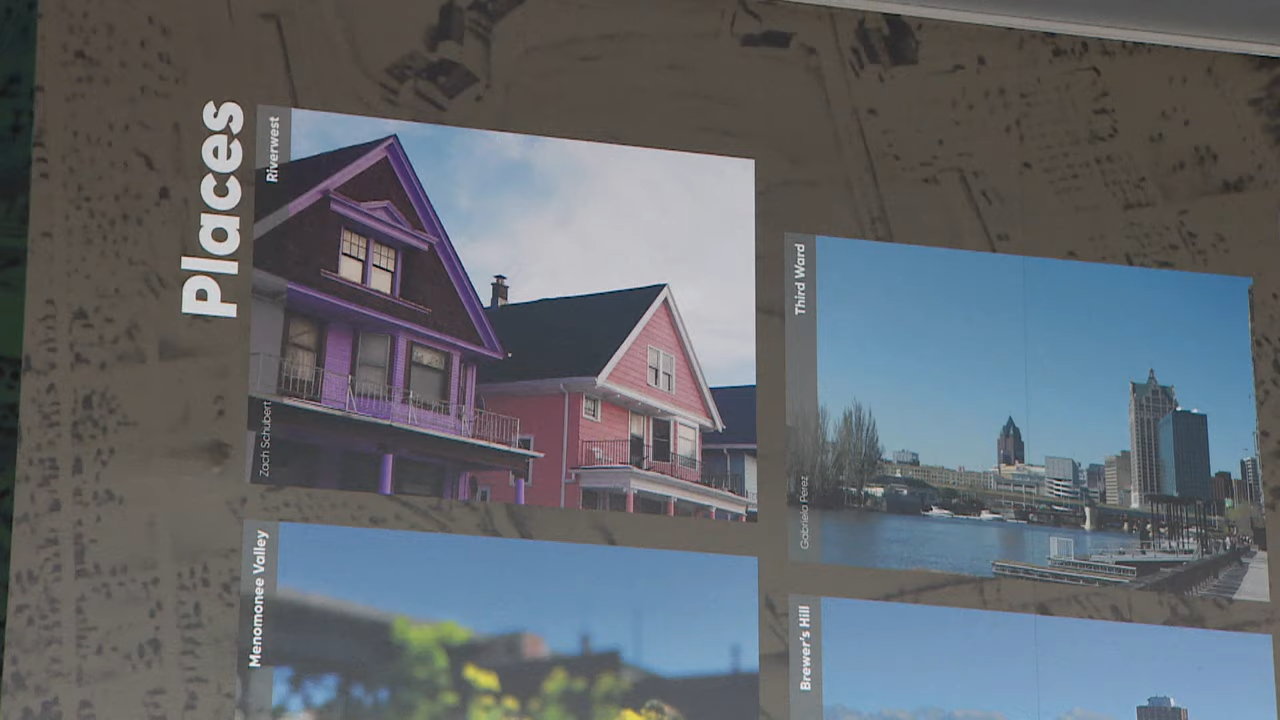 Places
Riverwest
Zach Schubert
Third Ward
Gabriela Perez
Menomonee Valley
Brewer's Hill